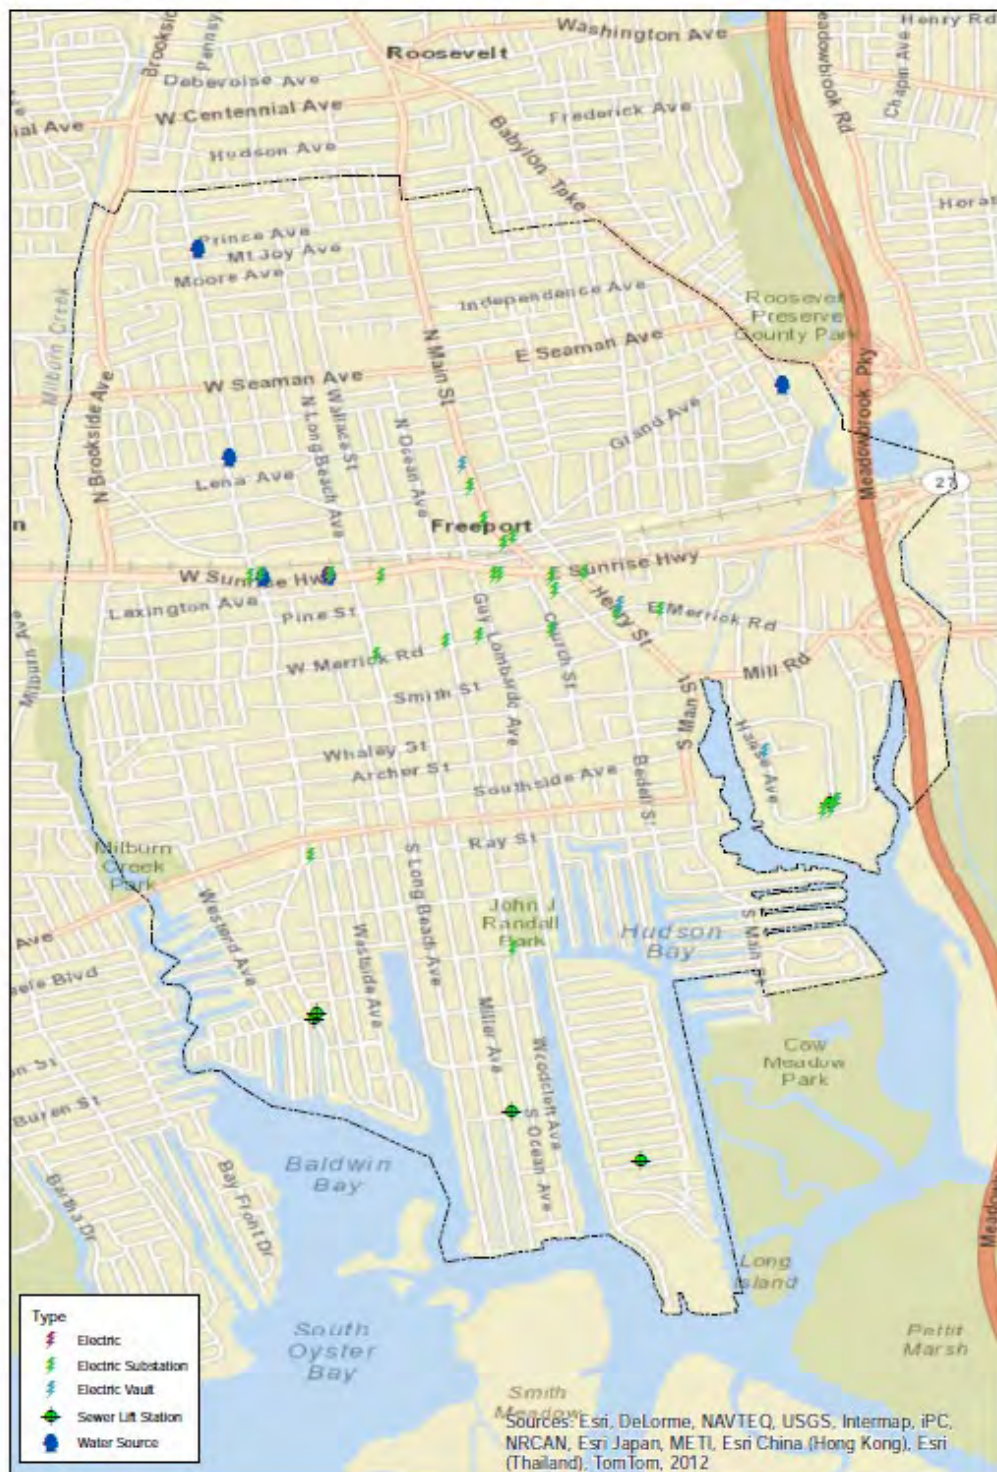 Roosevelt
Washington Ave
Henry Rd
Debevoise Ave
W Centennial Ave
Hudson Ave
Frederick Ave
Babylon Tpke
Chapin Ave
Prince Ave
Mt Joy Ave
Moore Ave
Independence Ave
Roosevelt
Preserve
County Park
Milburn Creek
N Main St
E Seaman Ave
W Seaman Ave
Meadowbrook Pky
N Brookside Ave
N Long Beach Ave
Wallace St
N Ocean Ave
Grand Ave
Lena Ave
27
Freeport
W Sunrise Hwy
E Sunrise Hwy
Laxington Ave
Pine St
Henry St
E Merrick Rd
Milburn Ave
W Merrick Rd
Guy Lombardo Ave
Church St
Mill Rd
Smith St
S Main St
Whaley St
Archer St
Southside Ave
Bedell St
Ray St
Milburn
Creek
Park
S Long Beach Ave
John J
Randall
Park
Hudson
Bay
S Main St
Westside Ave
Miller Ave
Cow
Meadow
Park
Woodcleft Ave
S Ocean Ave
Buren St
Baldwin
Bay
Bay Front Dr
Long
Island
South
Oyster
Bay
Pettit
Marsh
Smith
Meadow
Type
Electric
Electric Substation
Electric Vault
Sewer Lift Station
Water Source
Sources: Esri, DeLorme, NAVTEQ, USGS, Intermap, iPC,
NRCAN, Esri Japan, METI, Esri China (Hong Kong), Esri
(Thailand), TomTom, 2012